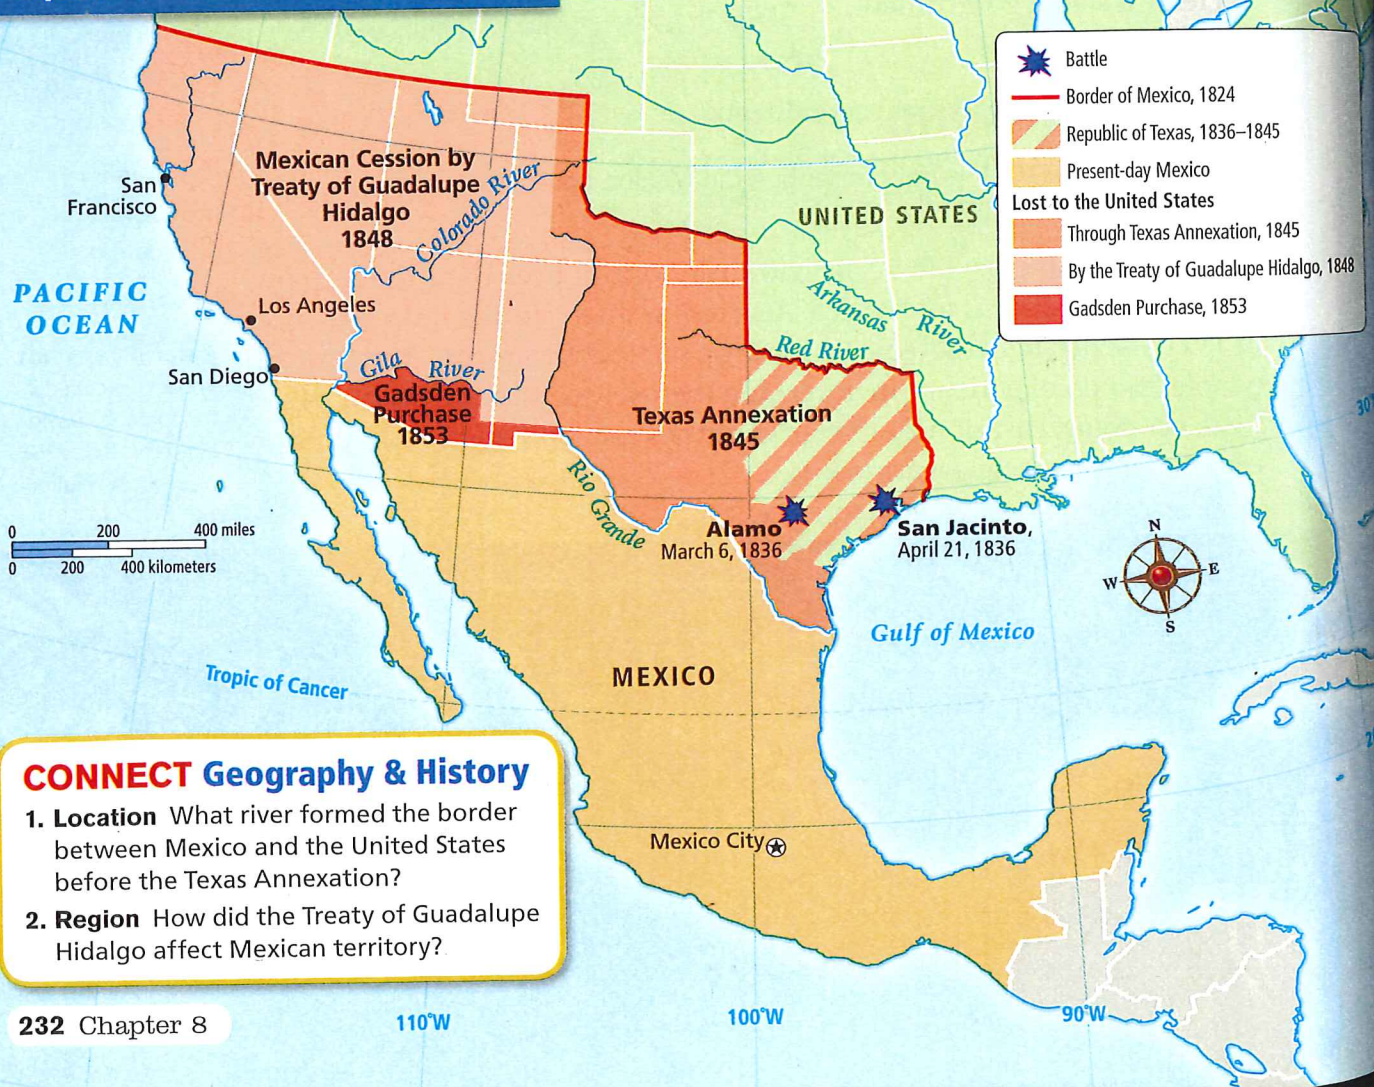 Battle
Border of Mexico, 1824
Republic of Texas, 1836–1845
Present-day Mexico
Lost to the United States
Through Texas Annexation, 1845
By the Treaty of Guadalupe Hidalgo, 1848
Gadsden Purchase, 1853
Mexican Cession by
Treaty of Guadalupe
Hidalgo
1848
Colorado River
San
Francisco
UNITED STATES
PACIFIC
OCEAN
Los Angeles
Arkansas River
Red River
San Diego
Gila River
Gadsden
Purchase
1853
Texas Annexation
1845
30°
Rio Grande
Alamo
March 6, 1836
San Jacinto,
April 21, 1836
0 200 400 miles
0 200 400 kilometers
N
W
E
S
Gulf of Mexico
MEXICO
Tropic of Cancer
Mexico City
CONNECT Geography & History
1. Location What river formed the border
between Mexico and the United States
before the Texas Annexation?
2. Region How did the Treaty of Guadalupe
Hidalgo affect Mexican territory?
232 Chapter 8
110°W
100°W
90°W